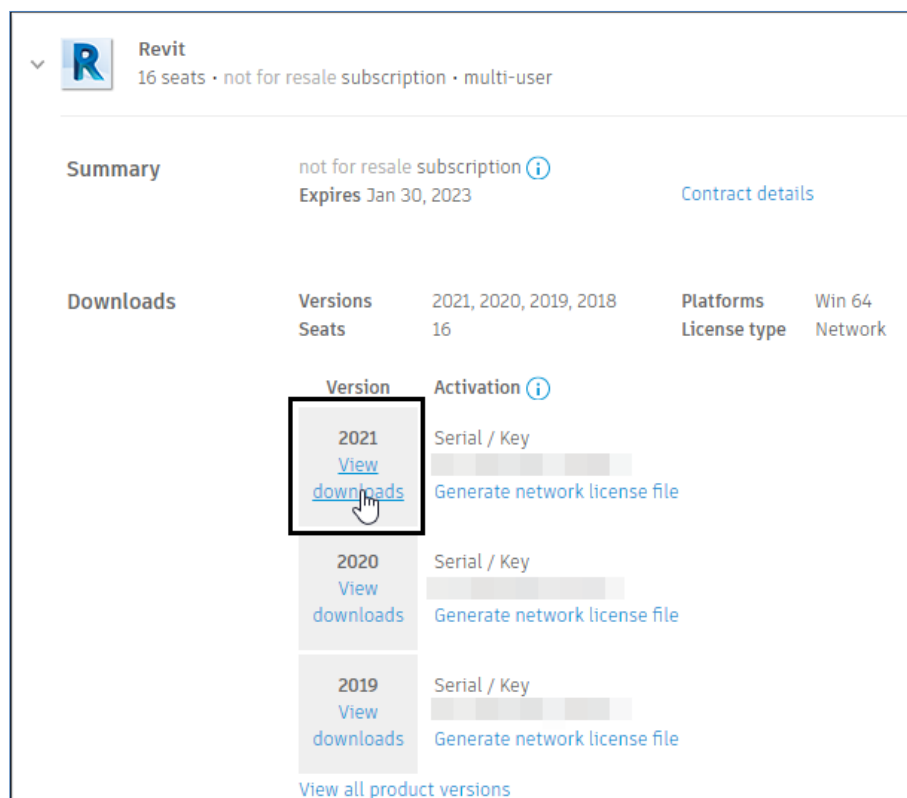 Revit
16 seats • not for resale subscription • multi-user
Summary
not for resale subscription
Expires Jan 30, 2023
Contract details
Downloads
Versions 2021, 2020, 2019, 2018 Platforms Win 64
Seats 16 License type Network
Version Activation
2021 Serial / Key
View
downloads Generate network license file
2020 Serial / Key
View
downloads Generate network license file
2019 Serial / Key
View
downloads Generate network license file
View all product versions